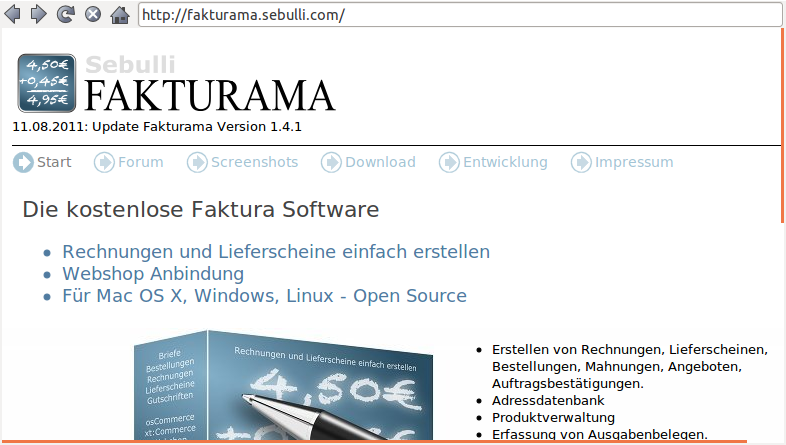 http://fakturama.sebulli.com/
4,50€
+0,45€
4,95€
Sebulli
FAKTURAMA
11.08.2011: Update Fakturama Version 1.4.1
Start Forum Screenshots Download Entwicklung Impressum
Die kostenlose Faktura Software
Rechnungen und Lieferscheine einfach erstellen
Webshop Anbindung
Für Mac OS X, Windows, Linux - Open Source
Briefe
Bestellungen
Rechnungen
Lieferscheine
Gutschriften
osCommerce
xt:Commerce
Rechnungen und Lieferscheine einfach erstellen
4,50€
Erstellen von Rechnungen, Lieferscheinen,
Bestellungen, Mahnungen, Angeboten,
Auftragsbestätigungen.
Adressdatenbank
Produktverwaltung
Erfassung von Ausgabenbelegen.